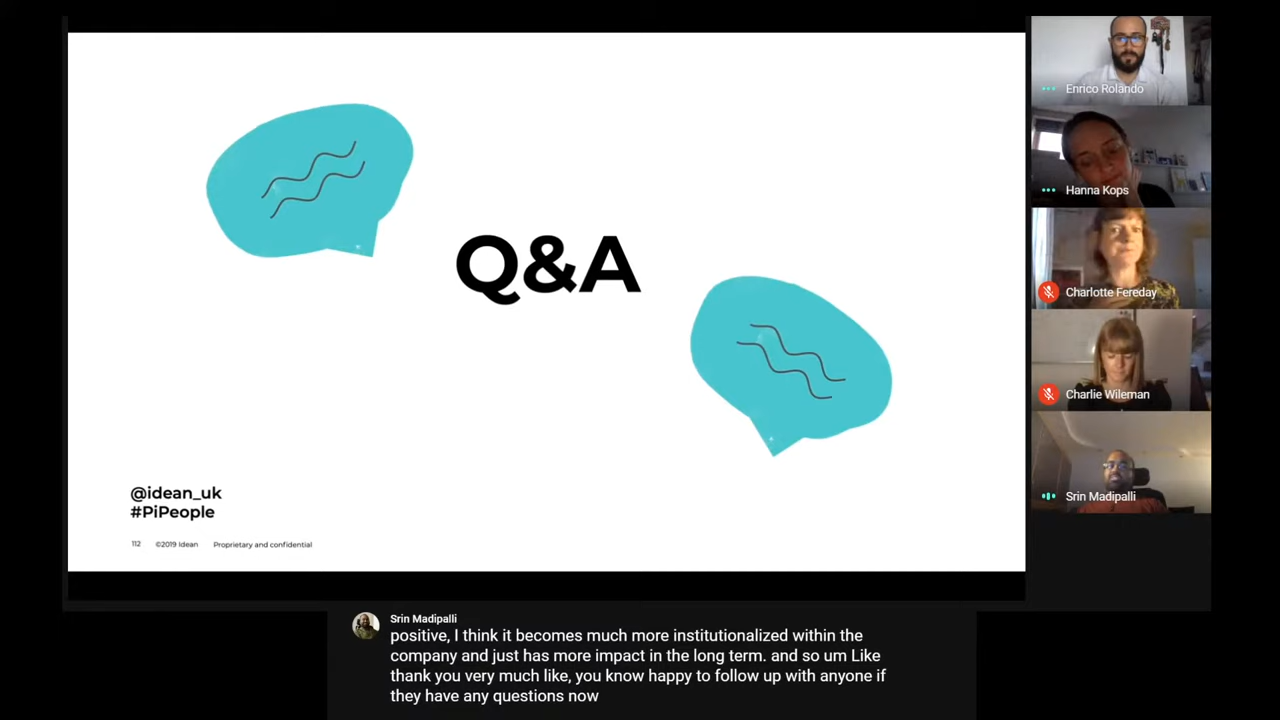 Q&A
@idean_uk
#PiPeople
112 ©2019 Idean Proprietary and confidential
Enrico Rolando
Hanna Kops
Charlotte Fereday
Charlie Wileman
Srin Madipalli
Srin Madipalli
positive, I think it becomes much more institutionalized within the
company and just has more impact in the long term. and so um Like
thank you very much like, you know happy to follow up with anyone if
they have any questions now